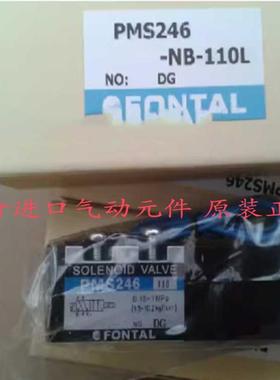 PMS246
-NB-110L
NO: DG
FONTAL
进口气动元件 原装正
PMS246
SOLENOID VALVE
PMS246 110
0.15~1MPa
NO DG
FONTAL